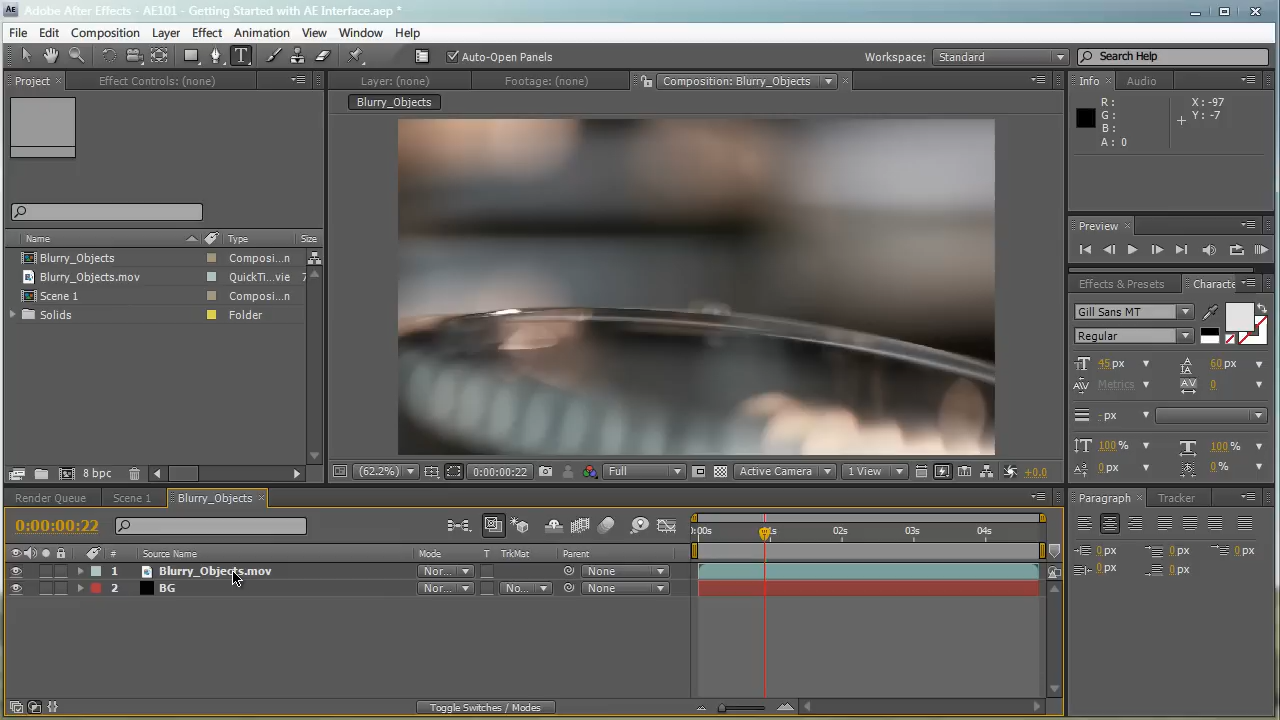 Adobe After Effects - AE101 - Getting Started with AE Interface.aep *
File Edit Composition Layer Effect Animation View Window Help
Auto-Open Panels Workspace: Standard Search Help
Project Effect Controls: (none) Layer: (none) Footage: (none) Composition: Blurry_Objects Info Audio
Blurry_Objects
R: X: -97
G: Y: -7
B:
A: 0
Preview
Name Type Size
Blurry_Objects Composi...n
Blurry_Objects.mov QuickTi...vie 7
Scene 1 Composi...n
Solids Folder
Effects & Presets Characte
Gill Sans MT
Regular
45 px 60 px
Metrics 0
- px
100 % 100 %
0 px 0 %
8 bpc (62.2%) 0:00:00:22 Full Active Camera 1 View +0.0
Render Queue Scene 1 Blurry_Objects Paragraph Tracker
0:00:00:22 :00s 1s 02s 03s 04s
# Source Name Mode T TrkMat Parent
1 Blurry_Objects.mov Nor... None
2 BG Nor... No... None
0 px 0 px 0 px
0 px 0 px
Toggle Switches / Modes